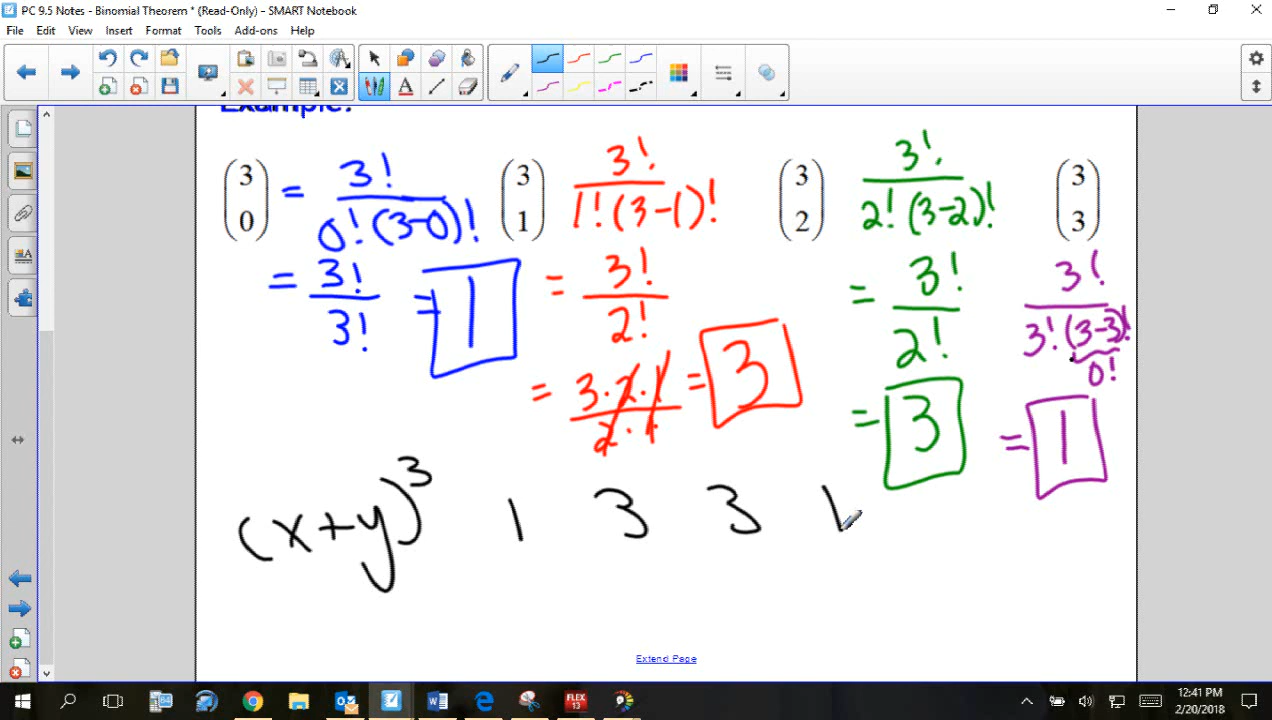 PC 9.5 Notes - Binomial Theorem * (Read-Only) - SMART Notebook
File Edit View Insert Format Tools Add-ons Help
Example:
(3 0) = 3!/(0!(3-0)!)
= 3!/3! = 1
(3 1) 3!/(1!(3-1)!)
= 3!/2!
= 3·2·1/2·1 = 3
(3 2) 3!/(2!(3-2)!)
= 3!/2!
= 3
(3 3)
3!/(3!(3-3)!)
0!
= 1
(x+y)³ 1 3 3 1
Extend Page
FLEX 13
12:41 PM
2/20/2018